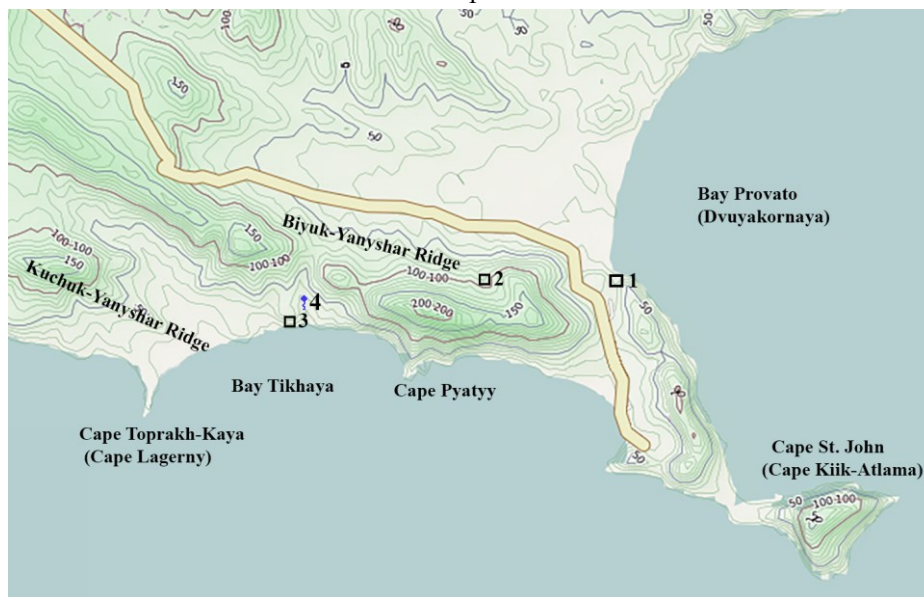 100
50
150
50
50
Bay Provato
(Dvuyakornaya)
Biyuk-Yanyshar Ridge
150
100-100
100-100
150
Kuchuk-Yanyshar Ridge
100-100
2
1
50
200-200
150
4
3
Bay Tikhaya
Cape Pyatyy
Cape Toprakh-Kaya
(Cape Lagerny)
50
Cape St. John
(Cape Kiik-Atlama)
50
100-100